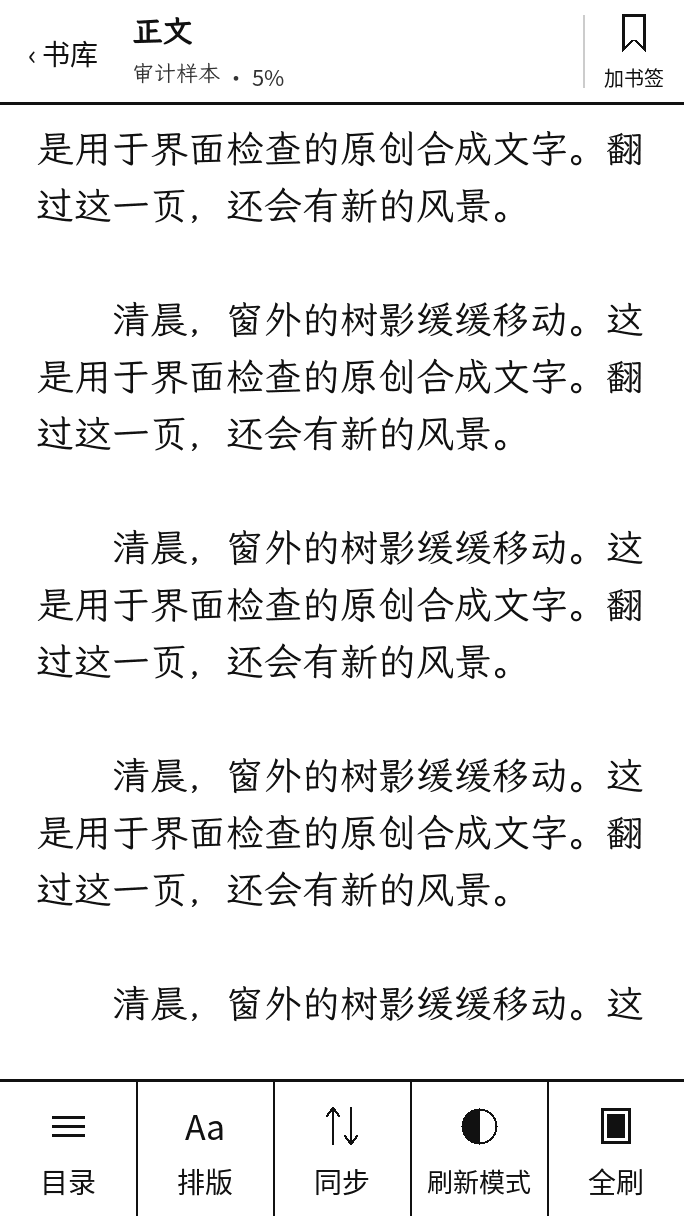 ‹ 书库
正文
审计样本 • 5%
加书签
是用于界面检查的原创合成文字。翻
过这一页，还会有新的风景。
清晨，窗外的树影缓缓移动。这
是用于界面检查的原创合成文字。翻
过这一页，还会有新的风景。
清晨，窗外的树影缓缓移动。这
是用于界面检查的原创合成文字。翻
过这一页，还会有新的风景。
清晨，窗外的树影缓缓移动。这
是用于界面检查的原创合成文字。翻
过这一页，还会有新的风景。
清晨，窗外的树影缓缓移动。这
目录
Aa
排版
同步
刷新模式
全刷